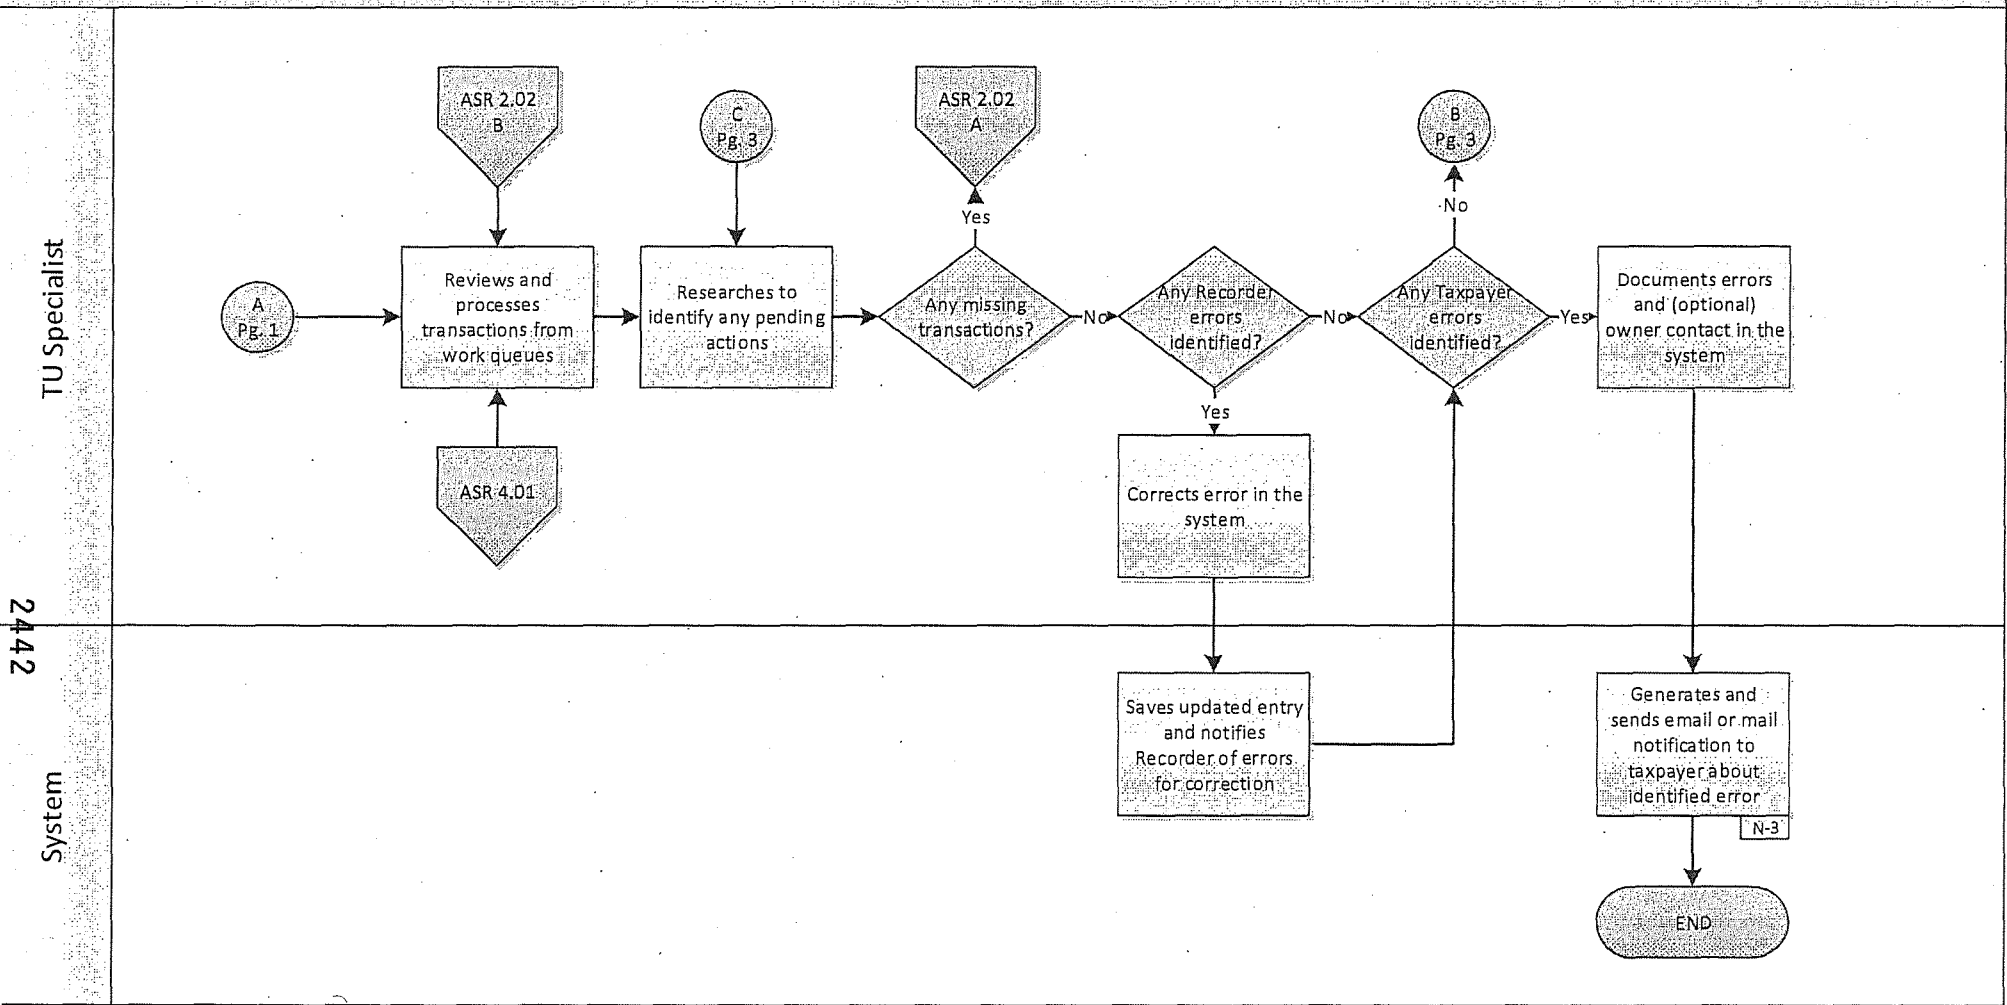 TU Specialist
ASR 2.02
B
C
Pg. 3
ASR 2.02
A
B
Pg. 3
Yes
No
A
Pg. 1
Reviews and
processes
transactions from
work queues
Researches to
identify any pending
actions
Any missing
transactions?
No
Any Recorder
errors
identified?
No
Any Taxpayer
errors
identified?
Yes
Documents errors
and (optional)
owner contact in the
system
Yes
ASR 4.01
Corrects error in the
system
2442
System
Saves updated entry
and notifies
Recorder of errors
for correction
Generates and
sends email or mail
notification to
taxpayer about
identified error
N-3
END